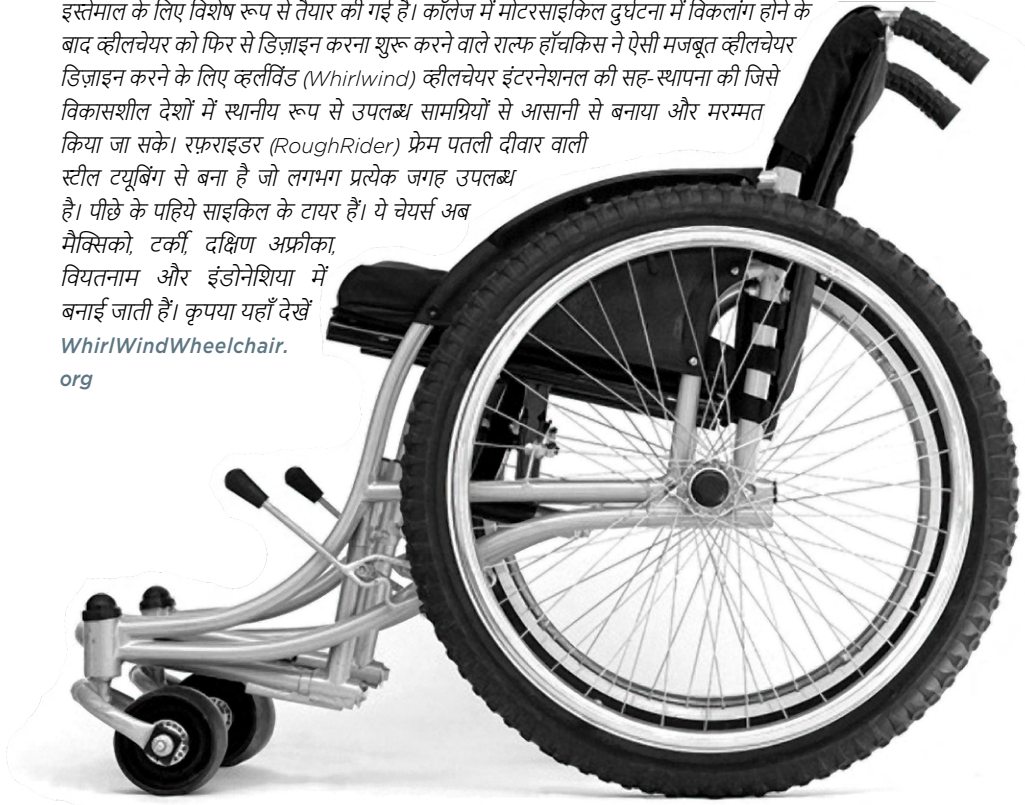 इस्तेमाल के लिए विशेष रूप से तैयार की गई है। कॉलेज में मोटरसाइकिल दुर्घटना में विकलांग होने के
बाद व्हीलचेयर को फिर से डिज़ाइन करना शुरू करने वाले राल्फ हॉचकिस ने ऐसी मजबूत व्हीलचेयर
डिज़ाइन करने के लिए व्हर्लविंड (Whirlwind) व्हीलचेयर इंटरनेशनल की सह-स्थापना की जिसे
विकासशील देशों में स्थानीय रूप से उपलब्ध सामग्रियों से आसानी से बनाया और मरम्मत
किया जा सके। रफ़राइडर (RoughRider) फ्रेम पतली दीवार वाली
स्टील टयूबिंग से बना है जो लगभग प्रत्येक जगह उपलब्ध
है। पीछे के पहिये साइकिल के टायर हैं। ये चेयर्स अब
मैक्सिको, टर्की, दक्षिण अफ्रीका,
वियतनाम और इंडोनेशिया में
बनाई जाती हैं। कृपया यहाँ देखें
WhirlWindWheelchair.
org